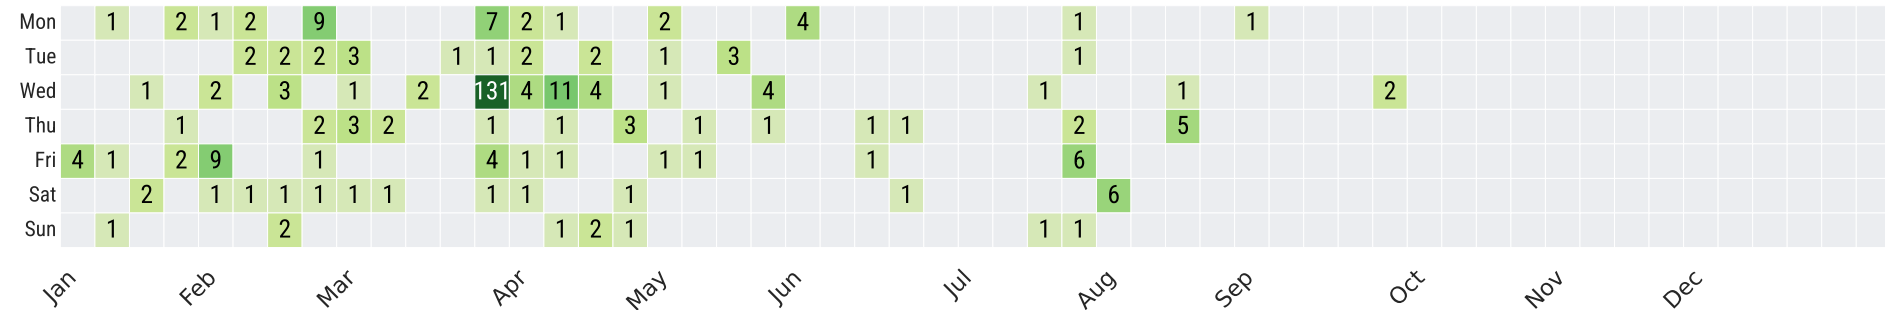 Mon 1 2 1 2 9 7 2 1 2 4 1 1
Tue 2 2 2 3 1 1 2 2 1 3 1
Wed 1 2 3 1 2 131 4 11 4 1 4 1 1 2
Thu 1 2 3 2 1 1 3 1 1 1 1 2 5
Fri 4 1 2 9 1 4 1 1 1 1 1 6
Sat 2 1 1 1 1 1 1 1 1 1 1 6
Sun 1 2 1 2 1 1 1
Jan Feb Mar Apr May Jun Jul Aug Sep Oct Nov Dec